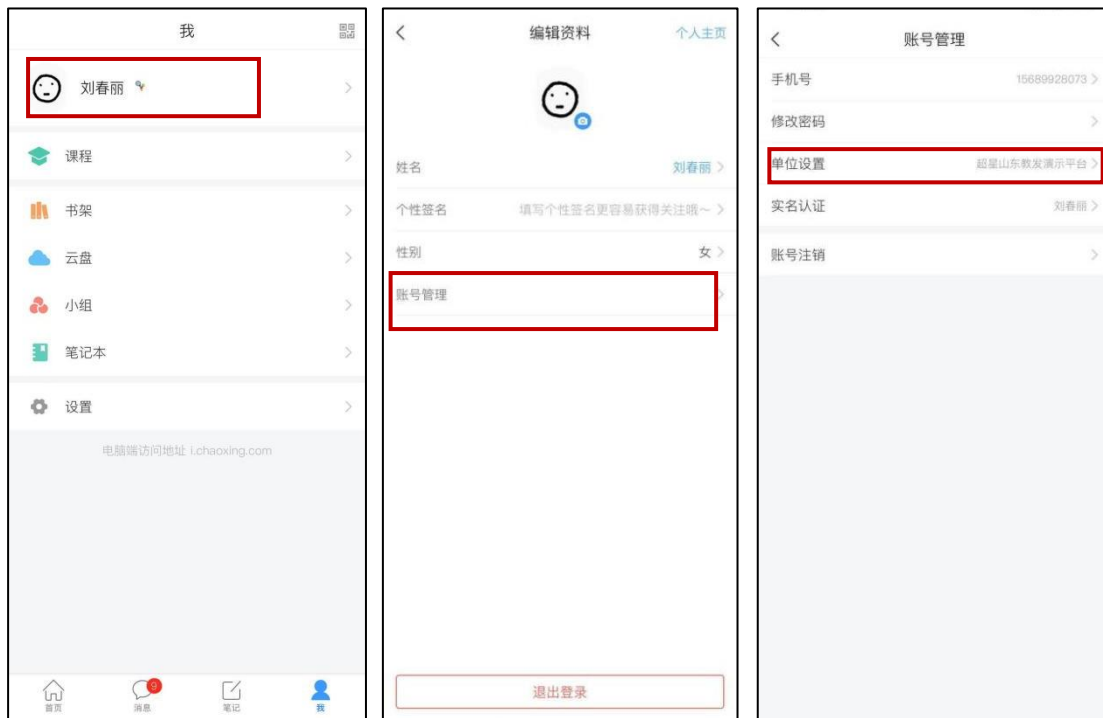 我
刘春丽
课程
书架
云盘
小组
笔记本
设置
电脑端访问地址 i.chaoxing.com
首页
9
消息
笔记
我
编辑资料
个人主页
姓名
刘春丽
个性签名
填写个性签名更容易获得关注哦~
性别
女
账号管理
退出登录
账号管理
手机号
15689928073
修改密码
单位设置
超星山东教发演示平台
实名认证
刘春丽
账号注销